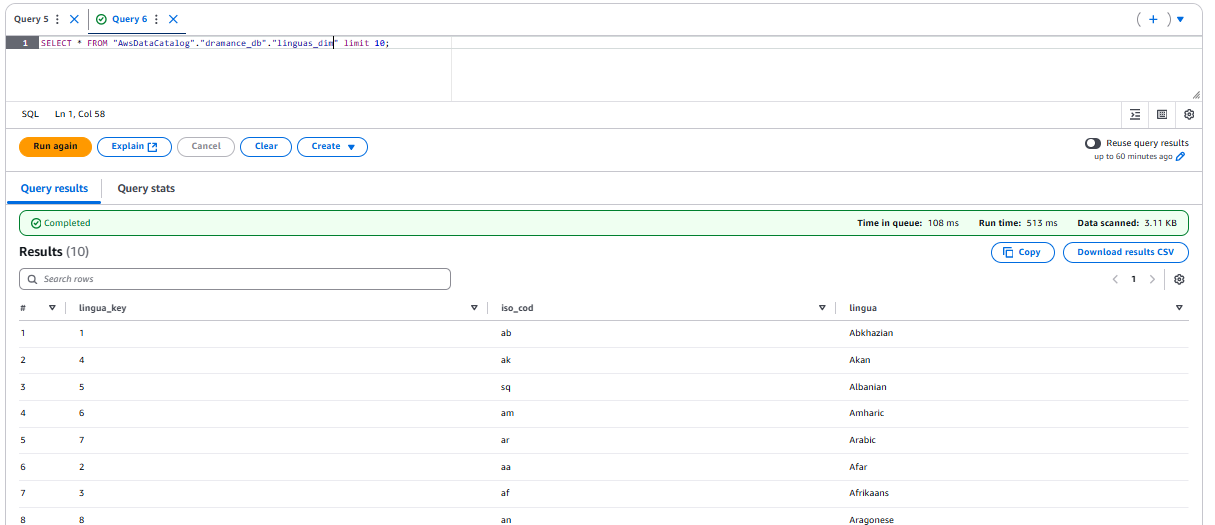 Query 5 Query 6
1 SELECT * FROM "AwsDataCatalog"."dramance_db"."linguas_dim" limit 10;
SQL Ln 1, Col 58
Run again Explain Cancel Clear Create Reuse query results
up to 60 minutes ago
Query results Query stats
Completed Time in queue: 108 ms Run time: 513 ms Data scanned: 3.11 KB
Results (10) Copy Download results CSV
Search rows 1
# lingua_key iso_cod lingua
1 1 ab Abkhazian
2 4 ak Akan
3 5 sq Albanian
4 6 am Amharic
5 7 ar Arabic
6 2 aa Afar
7 3 af Afrikaans
8 8 an Aragonese